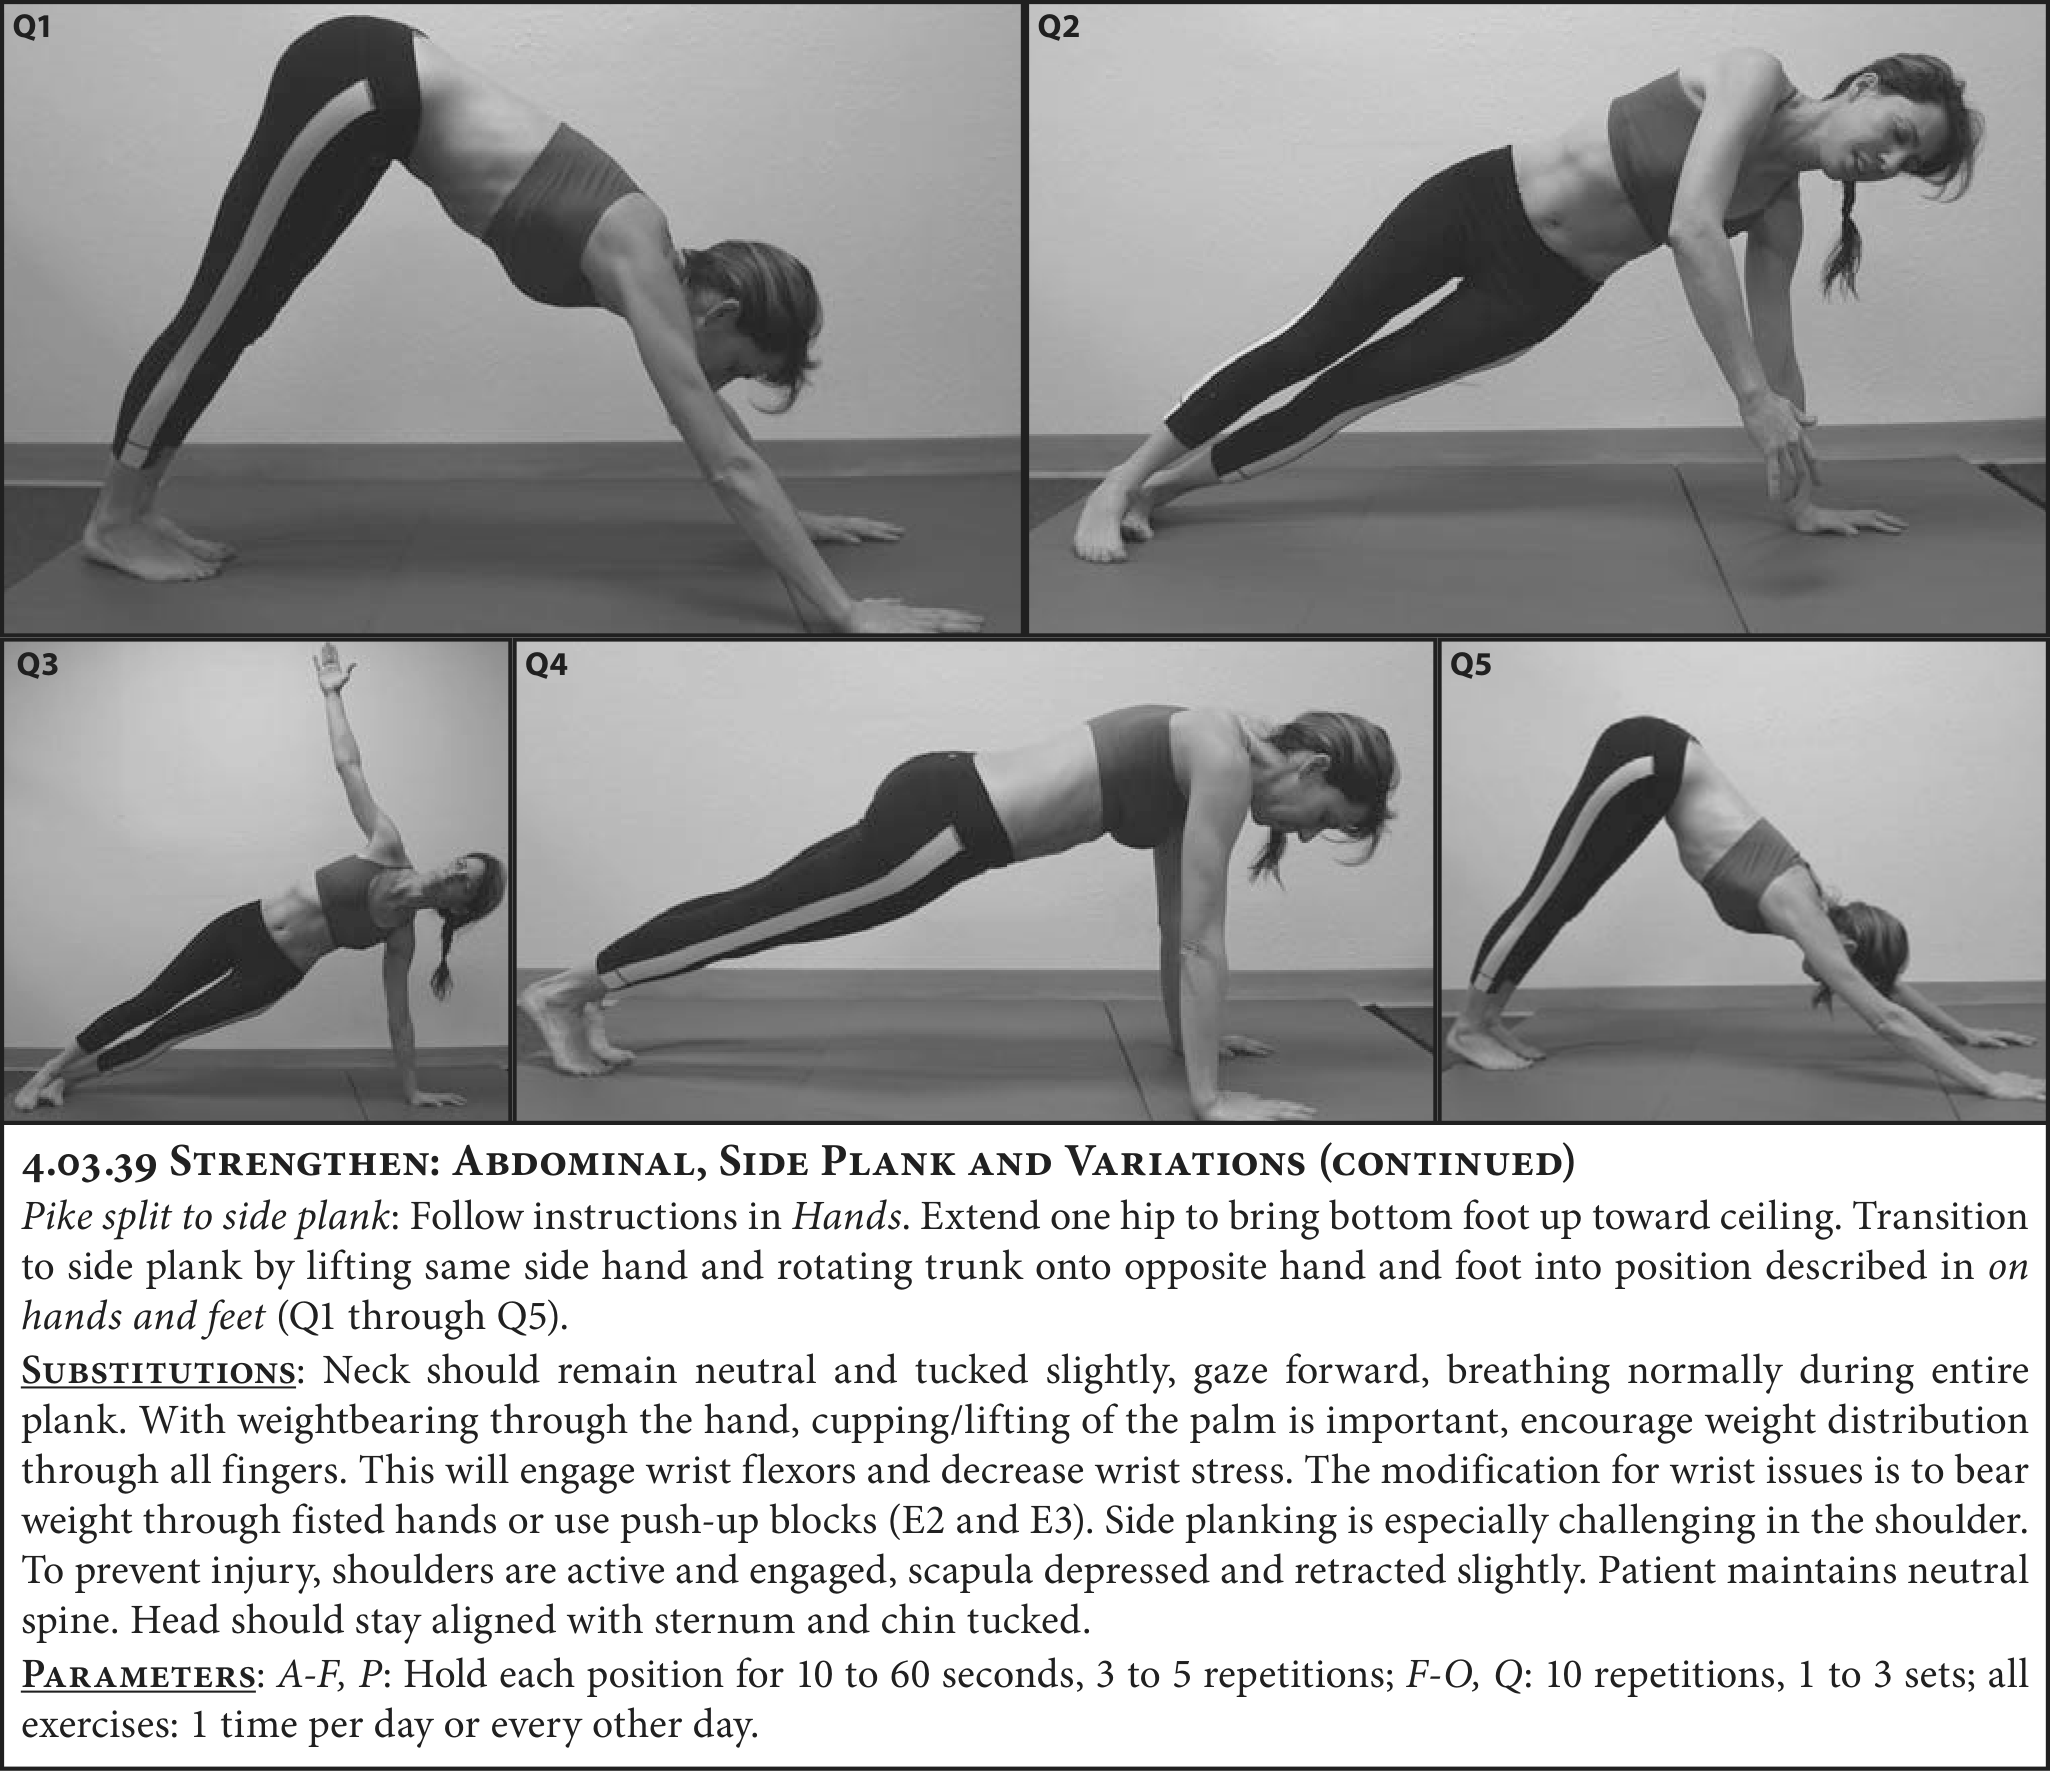 Q1
Q2
Q3
Q4
Q5
4.03.39 Strengthen: Abdominal, Side Plank and Variations (continued)
Pike split to side plank: Follow instructions in Hands. Extend one hip to bring bottom foot up toward ceiling. Transition
to side plank by lifting same side hand and rotating trunk onto opposite hand and foot into position described in on
hands and feet (Q1 through Q5).
Substitutions: Neck should remain neutral and tucked slightly, gaze forward, breathing normally during entire
plank. With weightbearing through the hand, cupping/lifting of the palm is important, encourage weight distribution
through all fingers. This will engage wrist flexors and decrease wrist stress. The modification for wrist issues is to bear
weight through fisted hands or use push-up blocks (E2 and E3). Side planking is especially challenging in the shoulder.
To prevent injury, shoulders are active and engaged, scapula depressed and retracted slightly. Patient maintains neutral
spine. Head should stay aligned with sternum and chin tucked.
Parameters: A-F, P: Hold each position for 10 to 60 seconds, 3 to 5 repetitions; F-O, Q: 10 repetitions, 1 to 3 sets; all
exercises: 1 time per day or every other day.